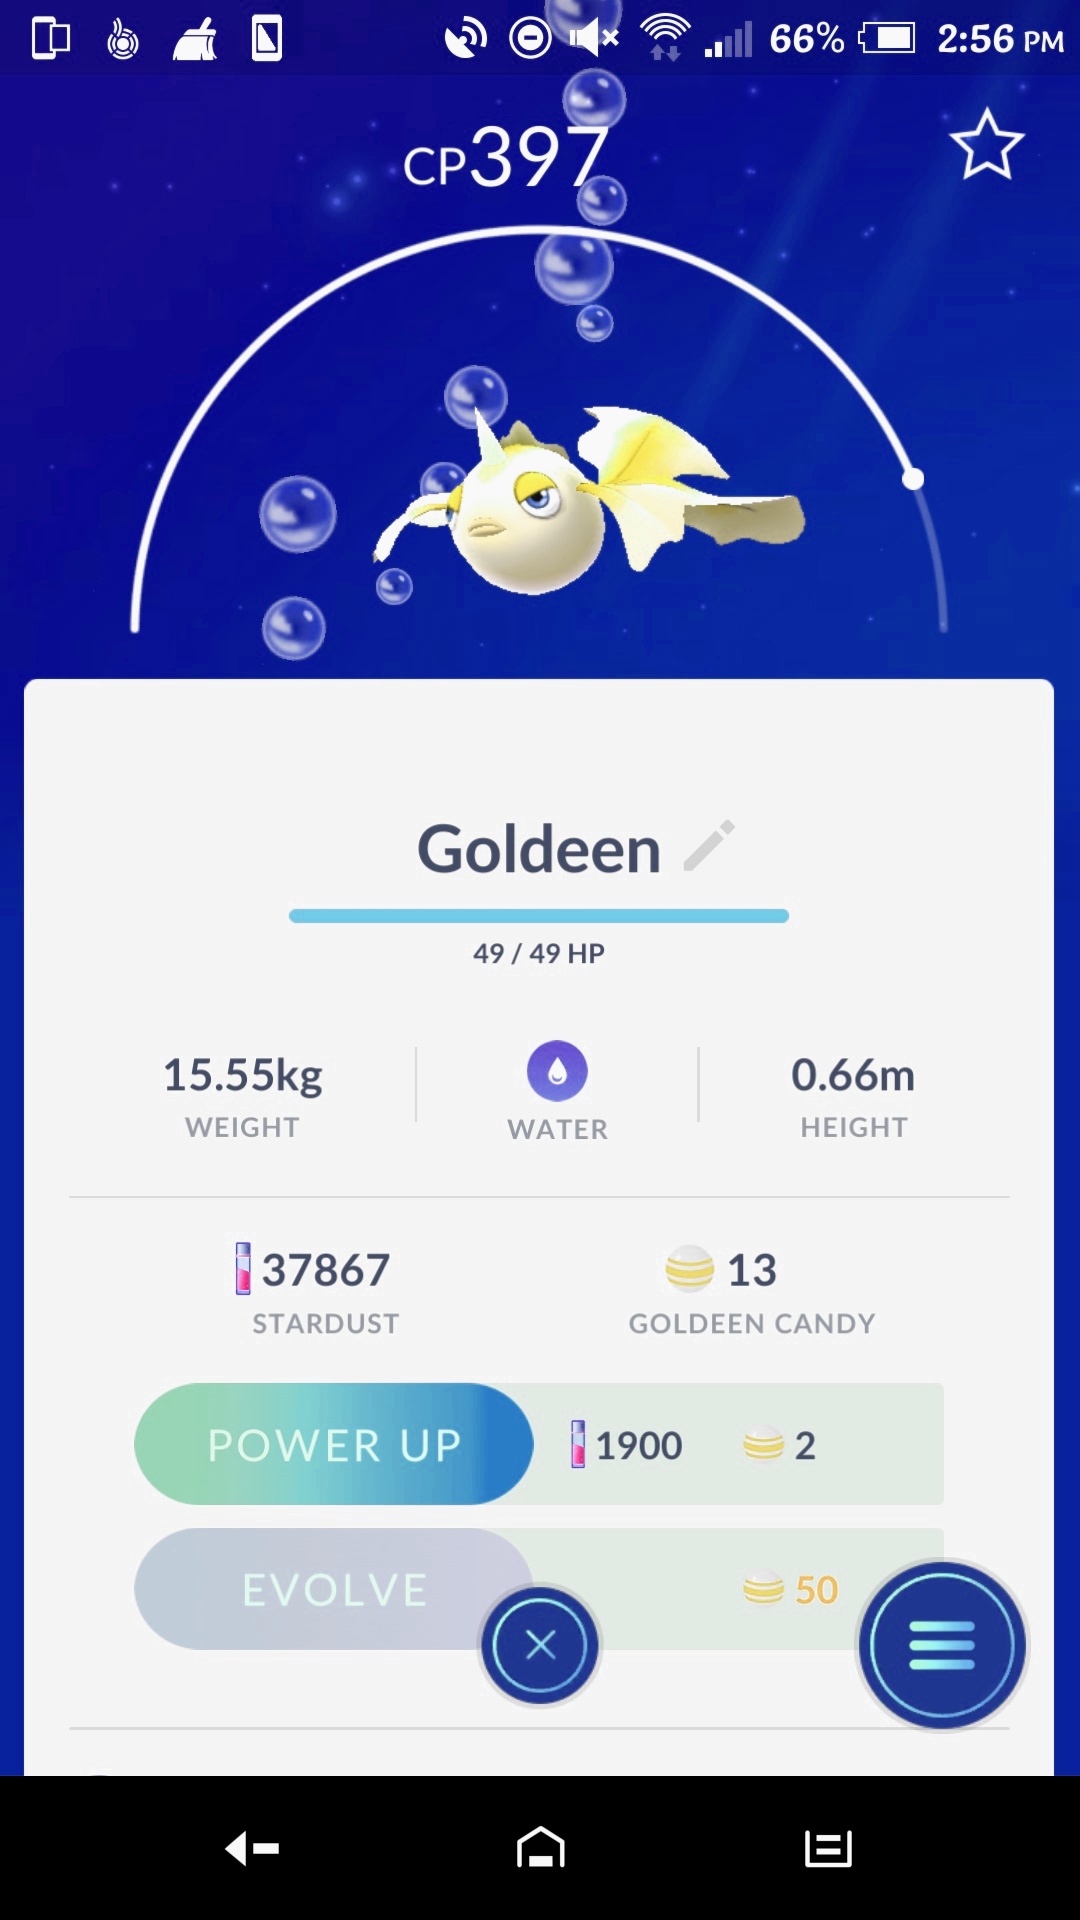 66% 2:56 PM
CP397
Goldeen
49 / 49 HP
15.55kg
WEIGHT
WATER
0.66m
HEIGHT
37867
STARDUST
13
GOLDEEN CANDY
POWER UP 1900 2
EVOLVE 50